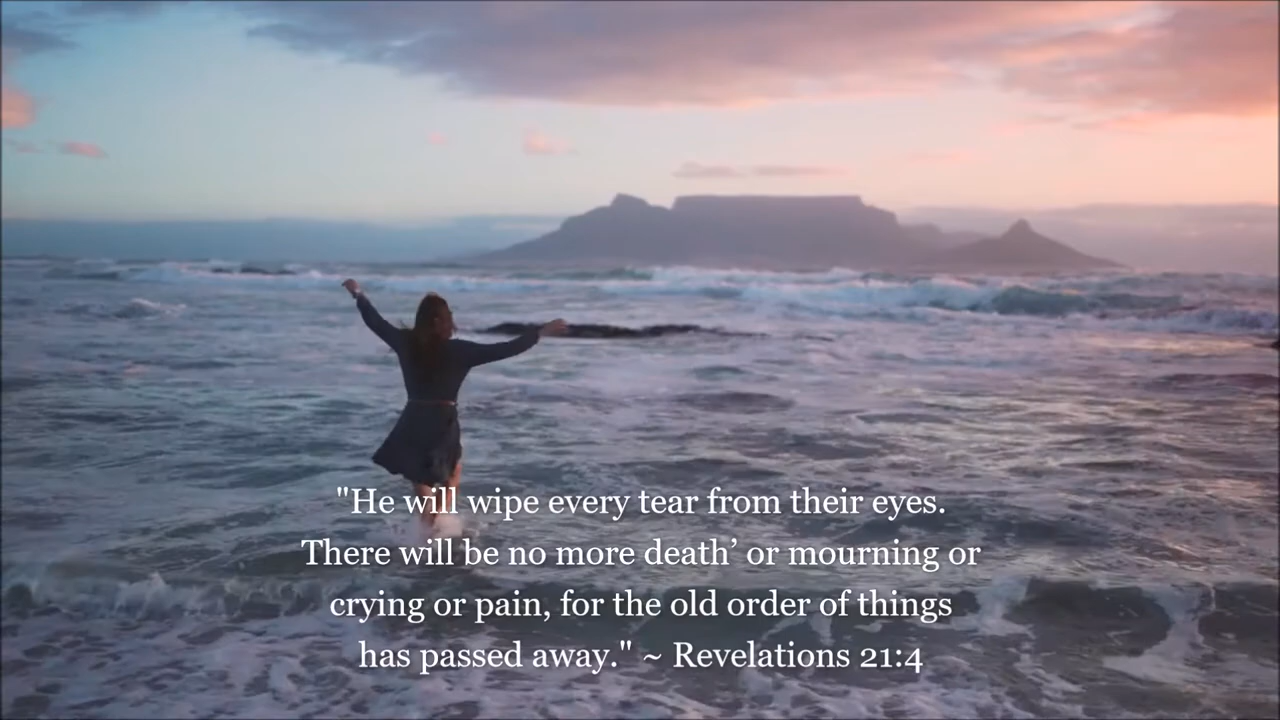 "He will wipe every tear from their eyes.
There will be no more death’ or mourning or
crying or pain, for the old order of things
has passed away." ~ Revelations 21:4